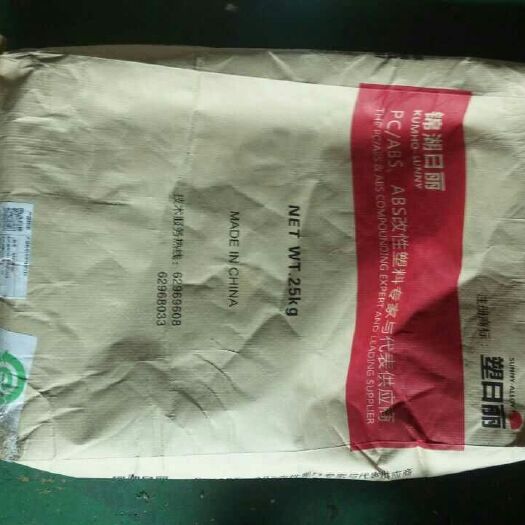 SUNNY ALLOY
塑日丽
注册商标:
锦湖日丽
KUMHO-SUNNY
PC/ABS、ABS改性塑料专家与代表供应商
THE PC/ABS & ABS COMPOUNDING EXPERT AND LEADING SUPPLIER
NET WT.25kg
MADE IN CHINA
技术服务热线：62969608
62968033